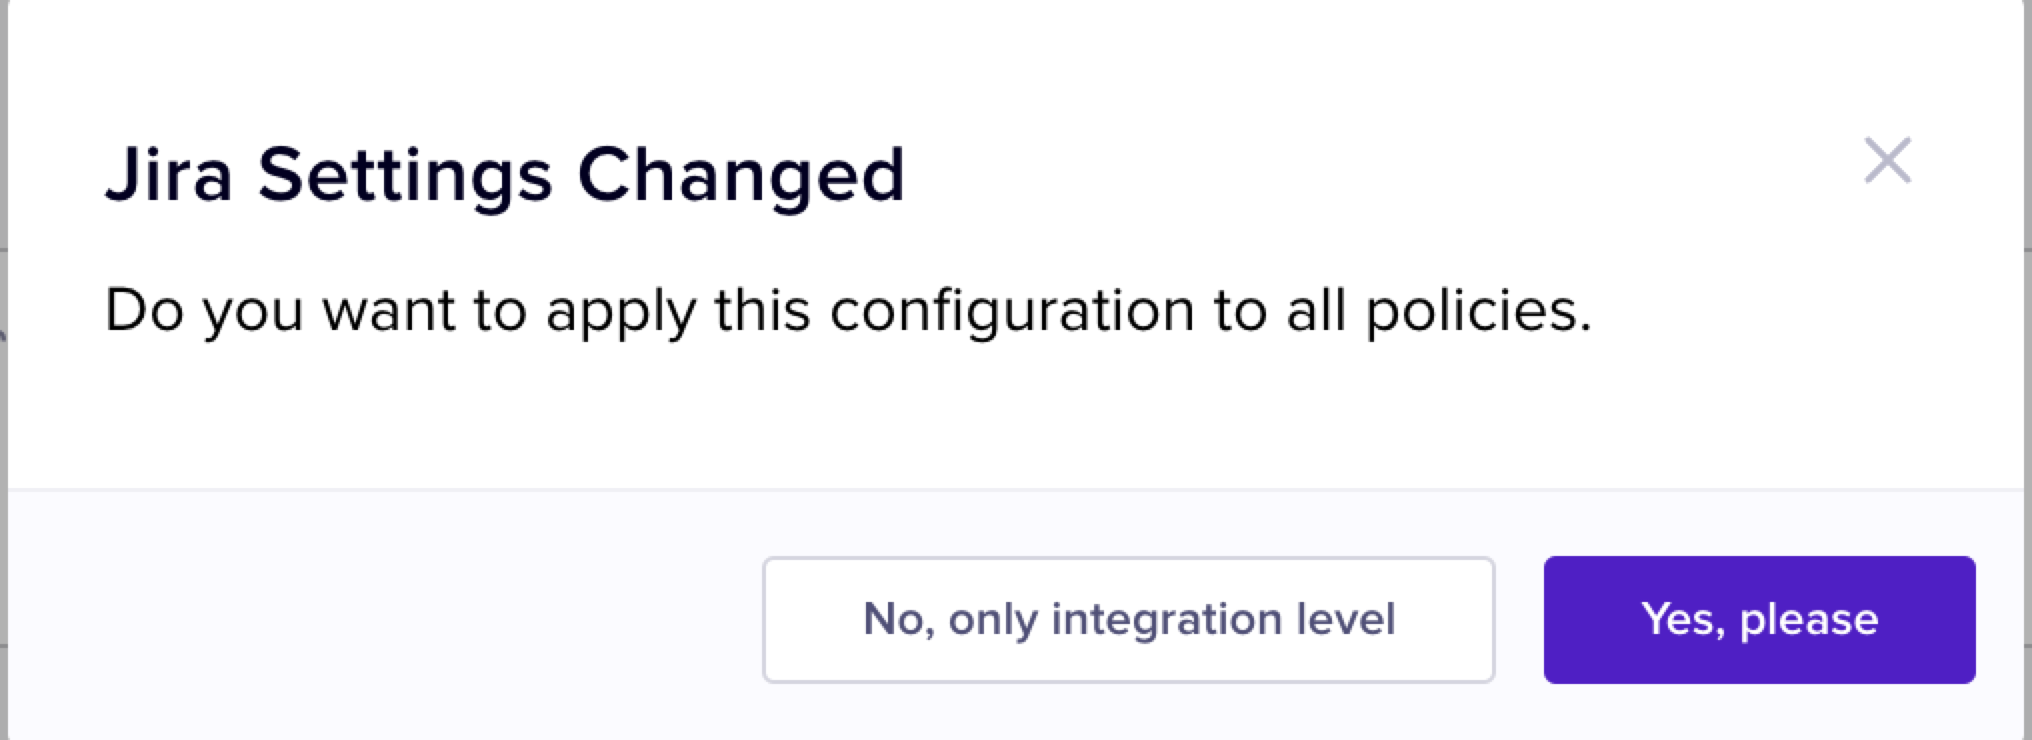 Jira Settings Changed
Do you want to apply this configuration to all policies.
No, only integration level
Yes, please